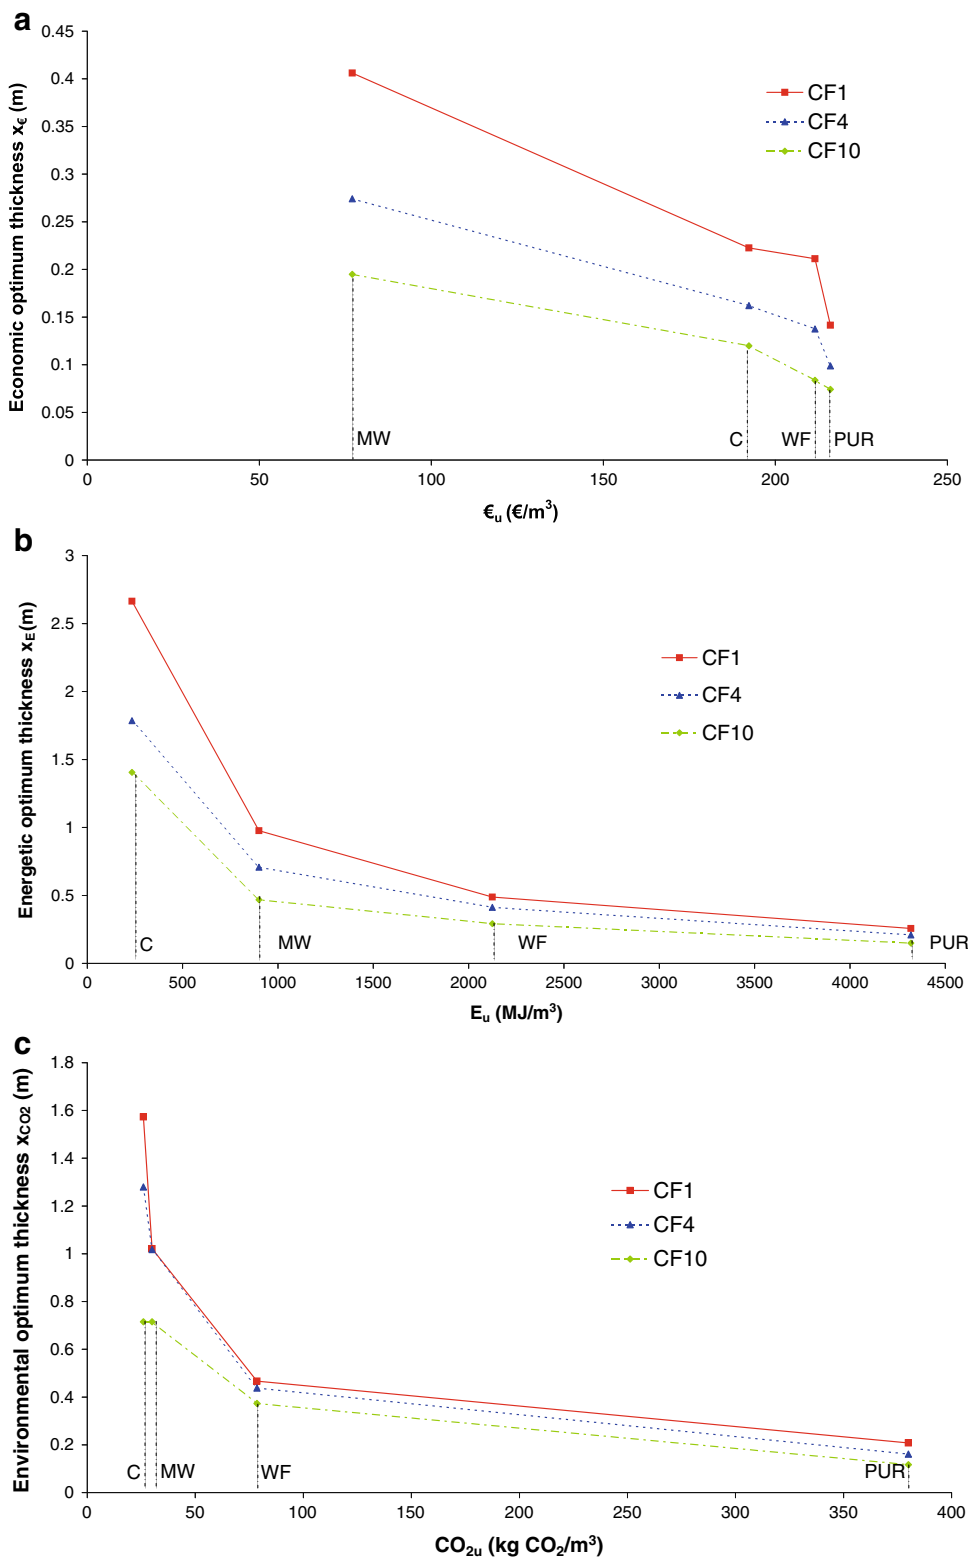 a
0.45
0.4
0.35
0.3
0.25
0.2
0.15
0.1
0.05
0
Economic optimum thickness x€ (m)
CF1
CF4
CF10
MW
C
WF
PUR
0
50
100
150
200
250
€u (€/m³)
b
3
2.5
2
1.5
1
0.5
0
Energetic optimum thickness xE(m)
CF1
CF4
CF10
C
MW
WF
PUR
0
500
1000
1500
2000
2500
3000
3500
4000
4500
Eu (MJ/m³)
c
1.8
1.6
1.4
1.2
1
0.8
0.6
0.4
0.2
0
Environmental optimum thickness xCO2 (m)
CF1
CF4
CF10
C
MW
WF
PUR
0
50
100
150
200
250
300
350
400
CO2u (kg CO2/m³)